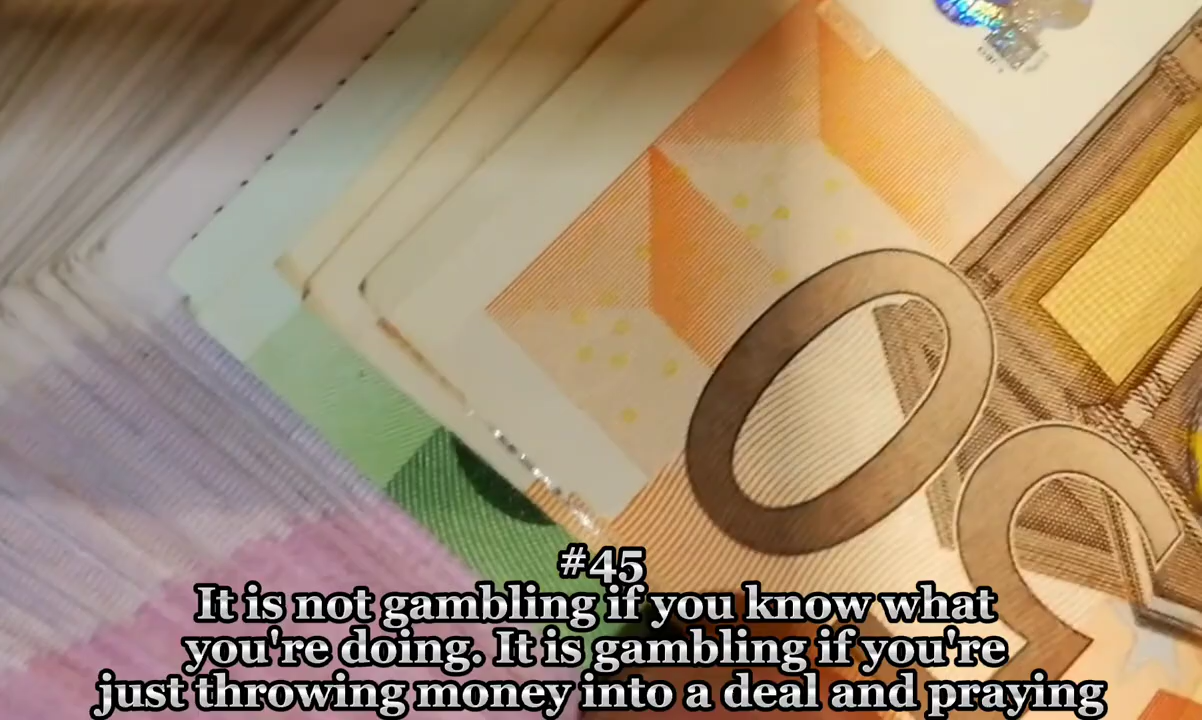 50
#45
It is not gambling if you know what
you're doing. It is gambling if you're
just throwing money into a deal and praying